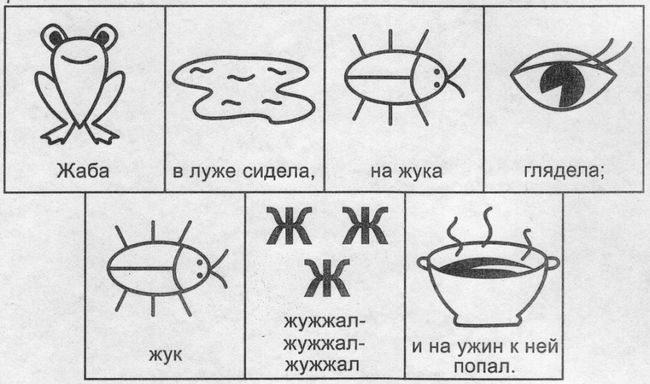 Жаба
в луже сидела,
на жука
глядела;
Ж Ж
Ж
жук
жужжал-
жужжал-
жужжал
и на ужин к ней
попал.